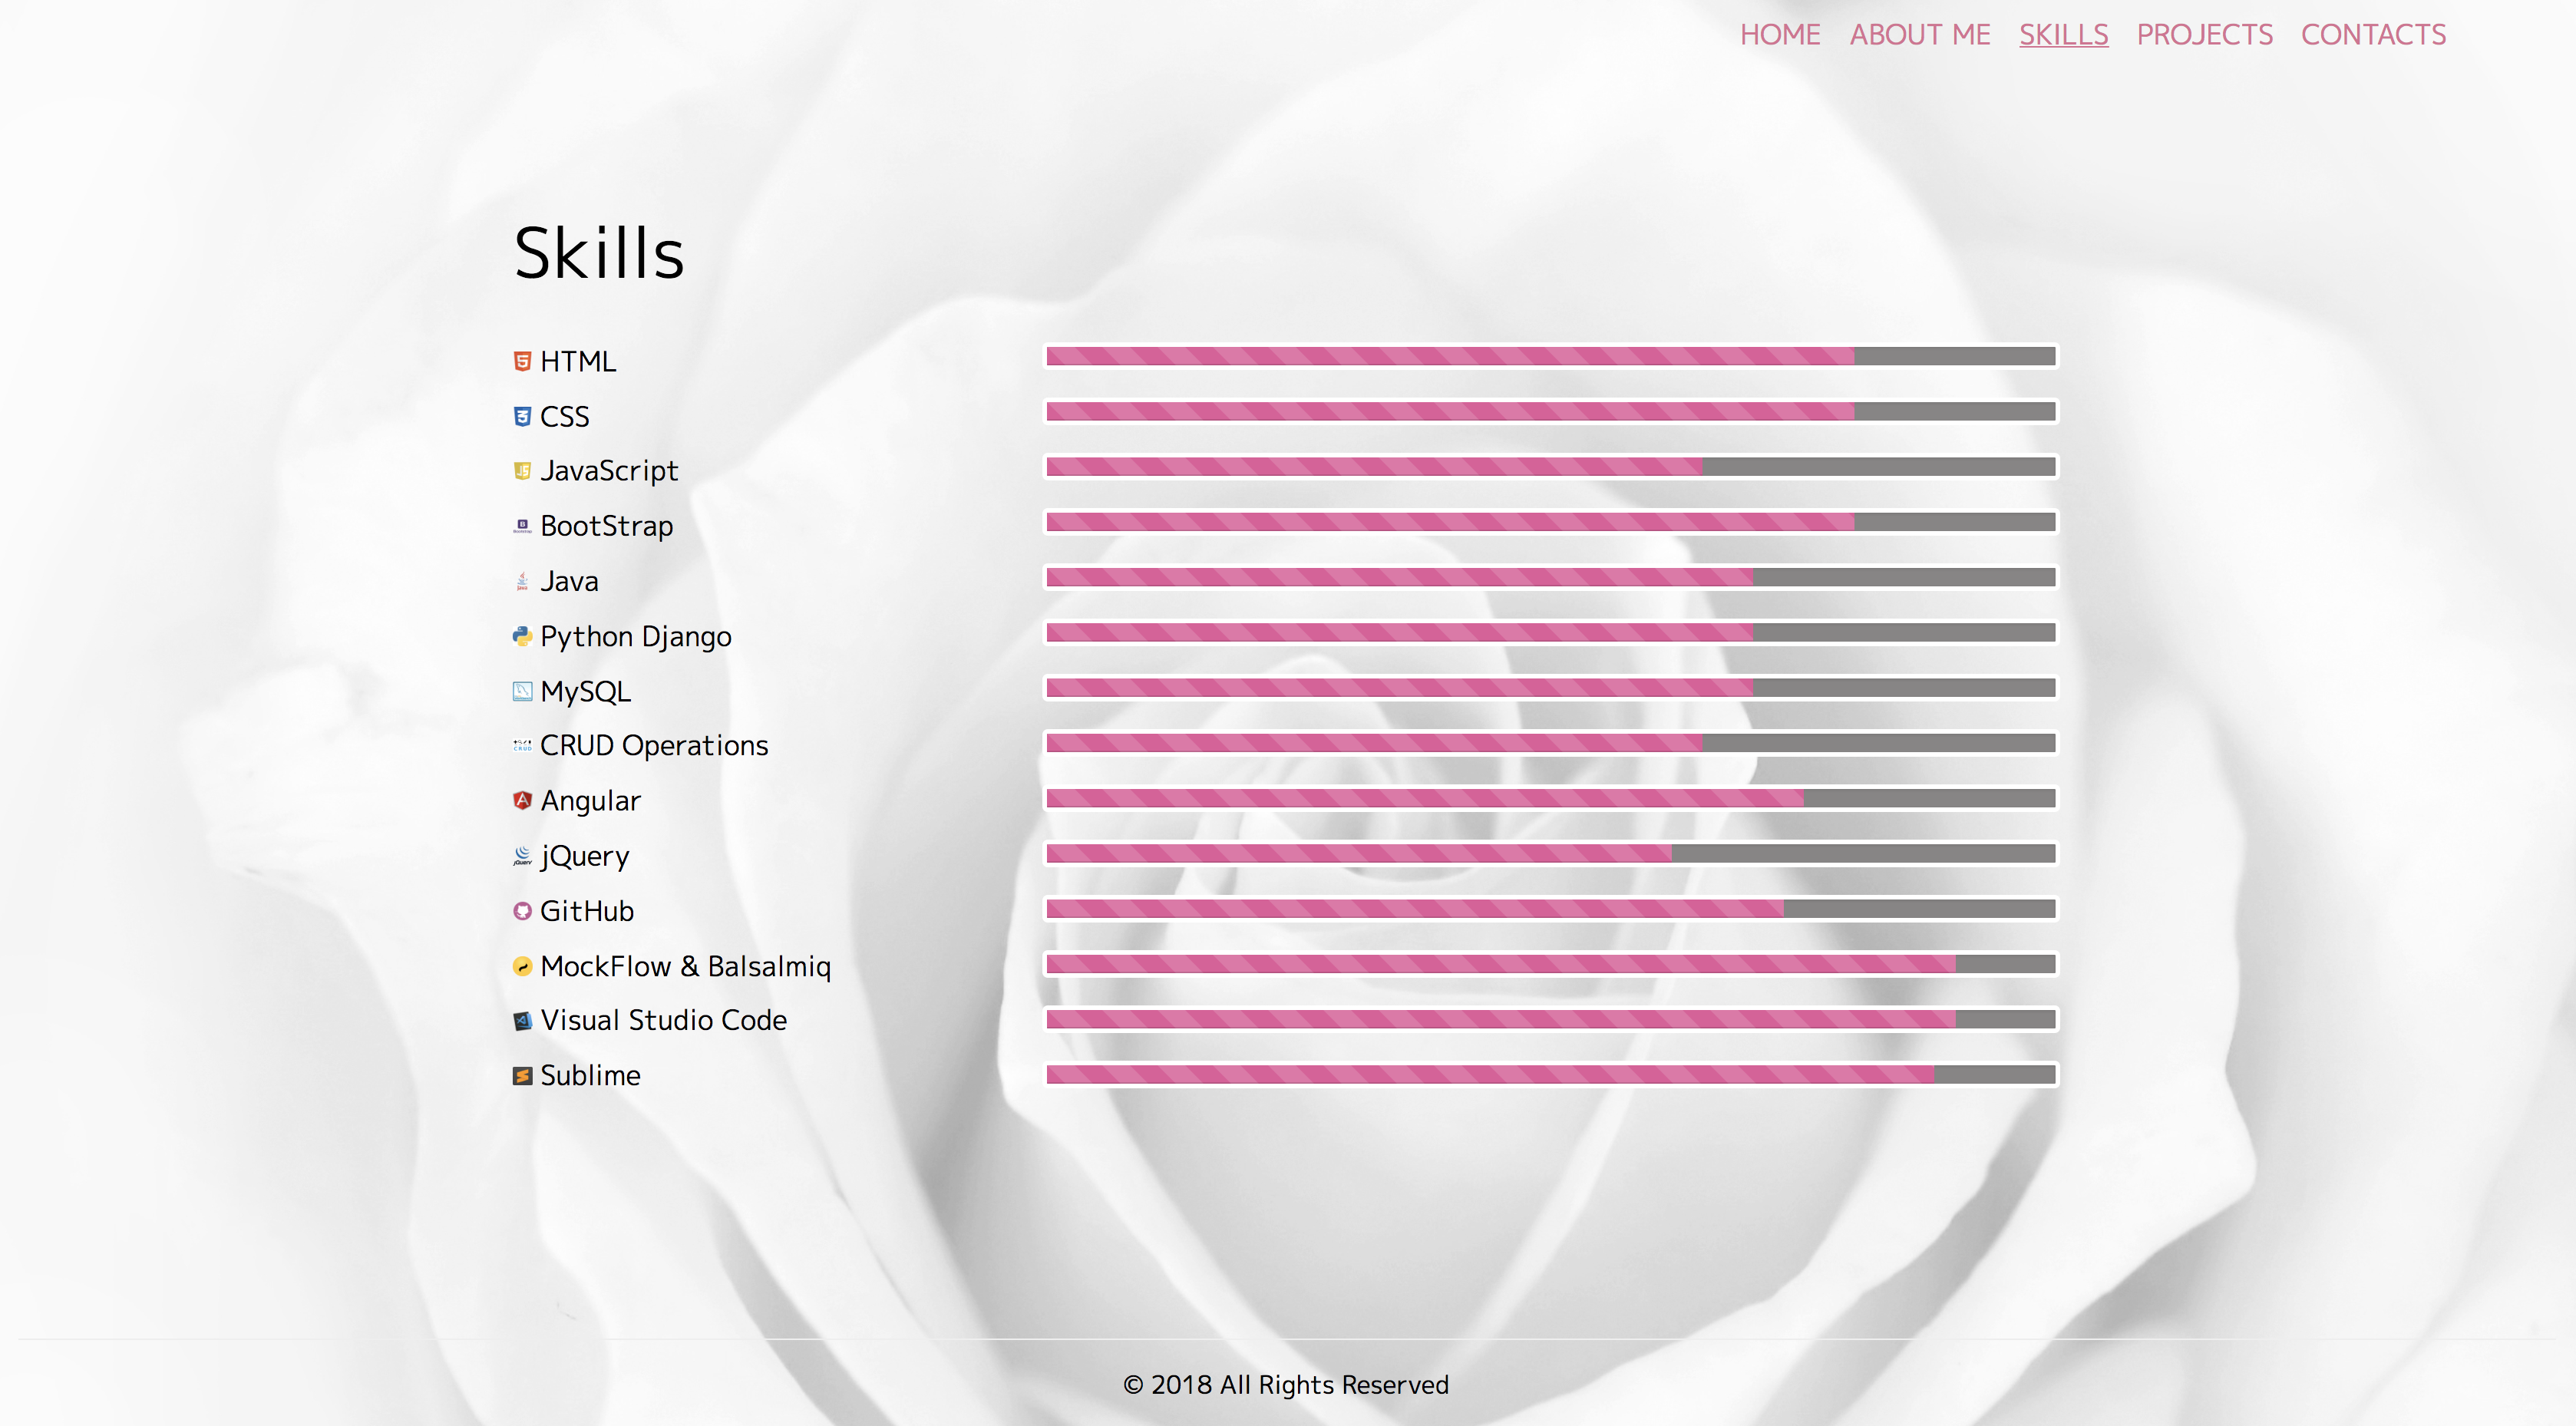 HOME ABOUT ME SKILLS PROJECTS CONTACTS
Skills
HTML
CSS
JavaScript
BootStrap
Java
Python Django
MySQL
CRUD Operations
Angular
jQuery
GitHub
MockFlow & Balsalmiq
Visual Studio Code
Sublime
© 2018 All Rights Reserved